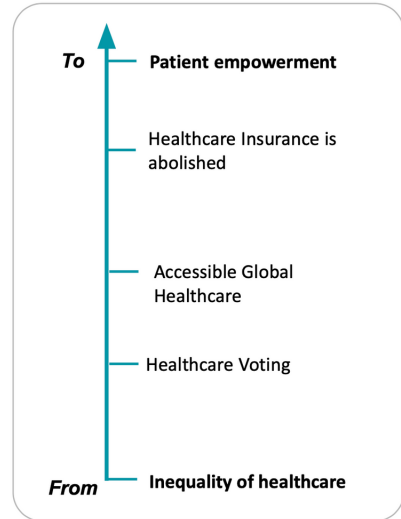 To
Patient empowerment
Healthcare Insurance is
abolished
Accessible Global
Healthcare
Healthcare Voting
From
Inequality of healthcare